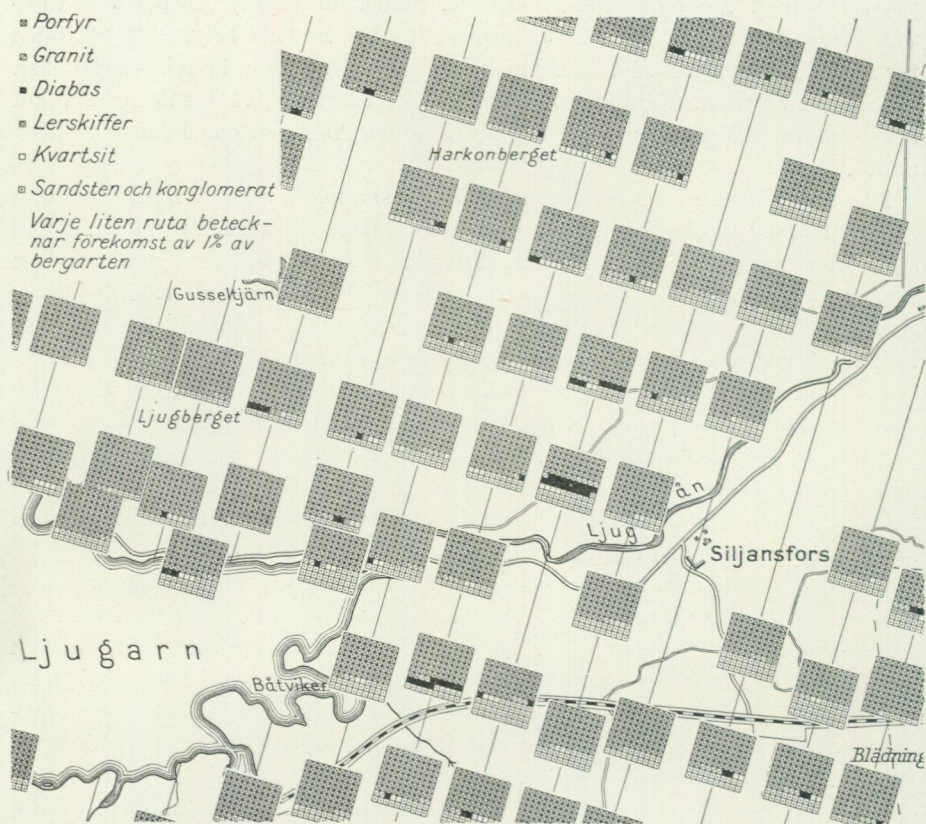 Porfyr
Granit
Diabas
Lerskiffer
Kvartsit
Sandsten och konglomerat
Varje liten ruta beteck-
nar förekomst av 1% av
bergarten
Harkonberget
Gusseltjärn
Ljugberget
Ljug ån
Siljansfors
Ljugarn
Båtviken
Blädning